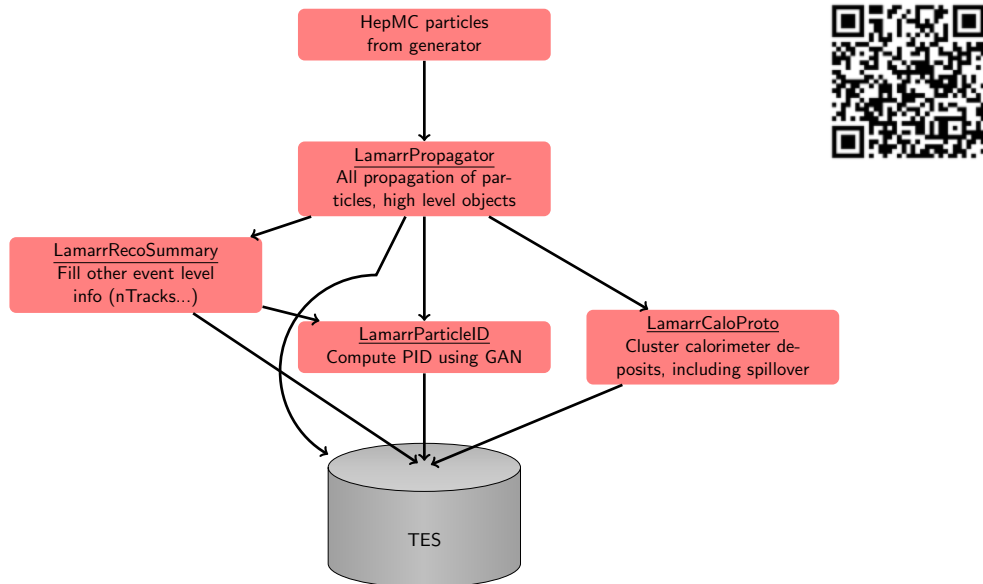 HepMC particles
from generator
LamarrPropagator
All propagation of par-
ticles, high level objects
LamarrRecoSummary
Fill other event level
info (nTracks...)
LamarrParticleID
Compute PID using GAN
LamarrCaloProto
Cluster calorimeter de-
posits, including spillover
TES